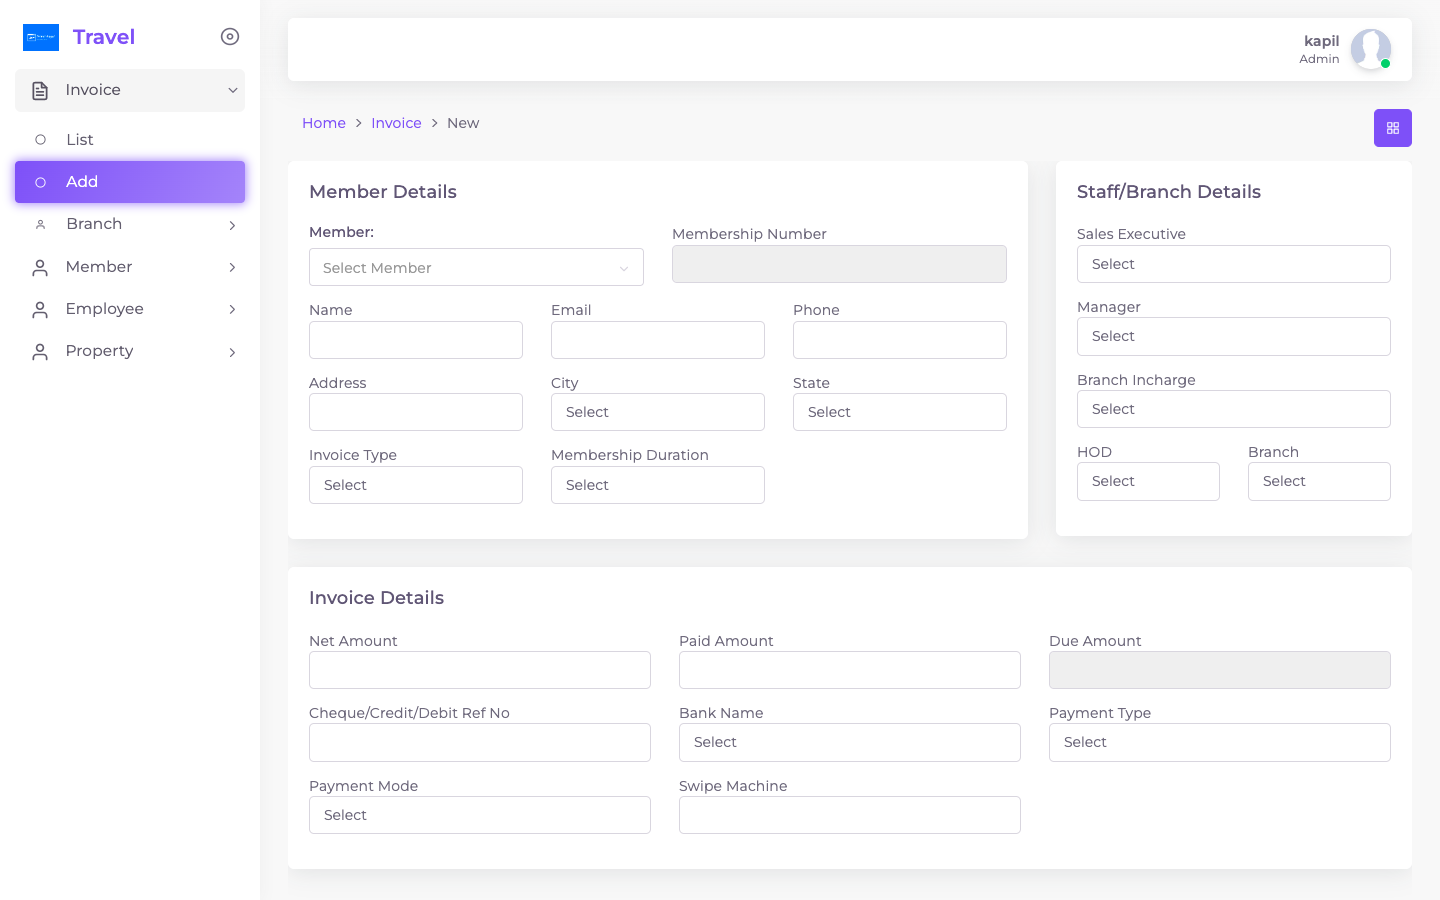 Travel
Invoice
List
Add
Branch
Member
Employee
Property
kapil
Admin
Home > Invoice > New
Member Details
Member:
Select Member
Membership Number
Name
Email
Phone
Address
City
Select
State
Select
Invoice Type
Select
Membership Duration
Select
Staff/Branch Details
Sales Executive
Select
Manager
Select
Branch Incharge
Select
HOD
Select
Branch
Select
Invoice Details
Net Amount
Paid Amount
Due Amount
Cheque/Credit/Debit Ref No
Bank Name
Select
Payment Type
Select
Payment Mode
Select
Swipe Machine